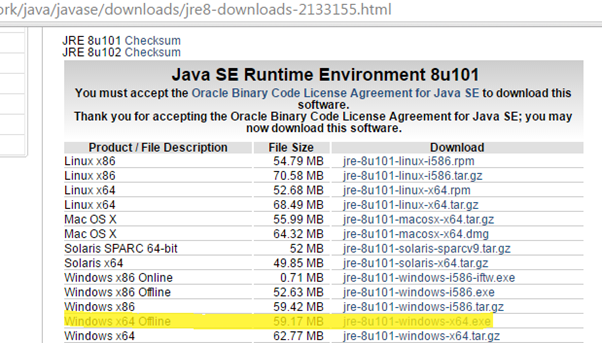 ork/java/javase/downloads/jre8-downloads-2133155.html
JRE 8u101 Checksum
JRE 8u102 Checksum
Java SE Runtime Environment 8u101
You must accept the Oracle Binary Code License Agreement for Java SE to download this
software.
Thank you for accepting the Oracle Binary Code License Agreement for Java SE; you may
now download this software.
Product / File Description File Size Download
Linux x86 54.79 MB jre-8u101-linux-i586.rpm
Linux x86 70.58 MB jre-8u101-linux-i586.tar.gz
Linux x64 52.68 MB jre-8u101-linux-x64.rpm
Linux x64 68.49 MB jre-8u101-linux-x64.tar.gz
Mac OS X 55.99 MB jre-8u101-macosx-x64.tar.gz
Mac OS X 64.32 MB jre-8u101-macosx-x64.dmg
Solaris SPARC 64-bit 52 MB jre-8u101-solaris-sparcv9.tar.gz
Solaris x64 49.85 MB jre-8u101-solaris-x64.tar.gz
Windows x86 Online 0.71 MB jre-8u101-windows-i586-iftw.exe
Windows x86 Offline 52.63 MB jre-8u101-windows-i586.exe
Windows x86 59.42 MB jre-8u101-windows-i586.tar.gz
Windows x64 Offline 59.17 MB jre-8u101-windows-x64.exe
Windows x64 62.77 MB jre-8u101-windows-x64.tar.gz